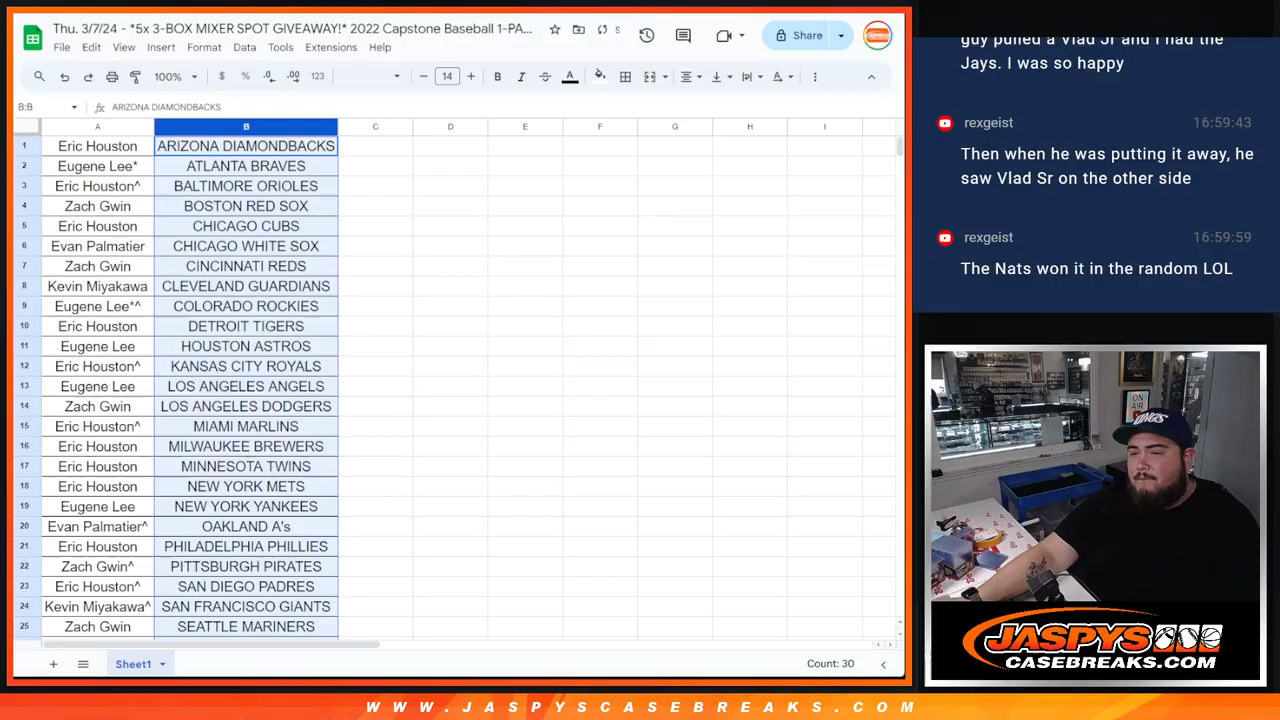 Thu. 3/7/24 - *5x 3-BOX MIXER SPOT GIVEAWAY!* 2022 Capstone Baseball 1-PA...
File Edit View Insert Format Data Tools Extensions Help
Share
100% $ % .0 .00 123 14 B I A
B:B fx ARIZONA DIAMONDBACKS
A B C D E F G H I
1 Eric Houston ARIZONA DIAMONDBACKS
2 Eugene Lee* ATLANTA BRAVES
3 Eric Houston^ BALTIMORE ORIOLES
4 Zach Gwin BOSTON RED SOX
5 Eric Houston CHICAGO CUBS
6 Evan Palmatier CHICAGO WHITE SOX
7 Zach Gwin CINCINNATI REDS
8 Kevin Miyakawa CLEVELAND GUARDIANS
9 Eugene Lee*^ COLORADO ROCKIES
10 Eric Houston DETROIT TIGERS
11 Eugene Lee HOUSTON ASTROS
12 Eric Houston^ KANSAS CITY ROYALS
13 Eugene Lee LOS ANGELES ANGELS
14 Zach Gwin LOS ANGELES DODGERS
15 Eric Houston^ MIAMI MARLINS
16 Eric Houston MILWAUKEE BREWERS
17 Eric Houston MINNESOTA TWINS
18 Eric Houston NEW YORK METS
19 Eugene Lee NEW YORK YANKEES
20 Evan Palmatier^ OAKLAND A's
21 Eric Houston PHILADELPHIA PHILLIES
22 Zach Gwin^ PITTSBURGH PIRATES
23 Eric Houston^ SAN DIEGO PADRES
24 Kevin Miyakawa^ SAN FRANCISCO GIANTS
25 Zach Gwin SEATTLE MARINERS
Sheet1
Count: 30
guy pulled a Vlad Jr and I had the
Jays. I was so happy
rexgeist 16:59:43
Then when he was putting it away, he
saw Vlad Sr on the other side
rexgeist 16:59:59
The Nats won it in the random LOL
ON
AIR
KINGS
JASPYS
CASEBREAKS.COM
WWW.JASPYSCASEBREAKS.COM